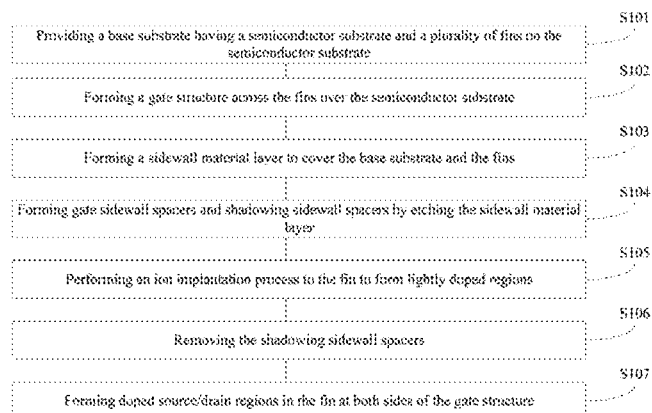 S101
Providing a base substrate having a semiconductor substrate and a plurality of fins on the
semiconductor substrate
S102
Forming a gate structure across the fins over the semiconductor substrate
S103
Forming a sidewall material layer to cover the base substrate and the fins
S104
Forming gate sidewall spacers and shadowing sidewall spacers by etching the sidewall material
layer
S105
Performing an ion implantation process to the fin to form lightly doped regions
S106
Removing the shadowing sidewall spacers
S107
Forming doped source/drain regions in the fin at both sides of the gate structure